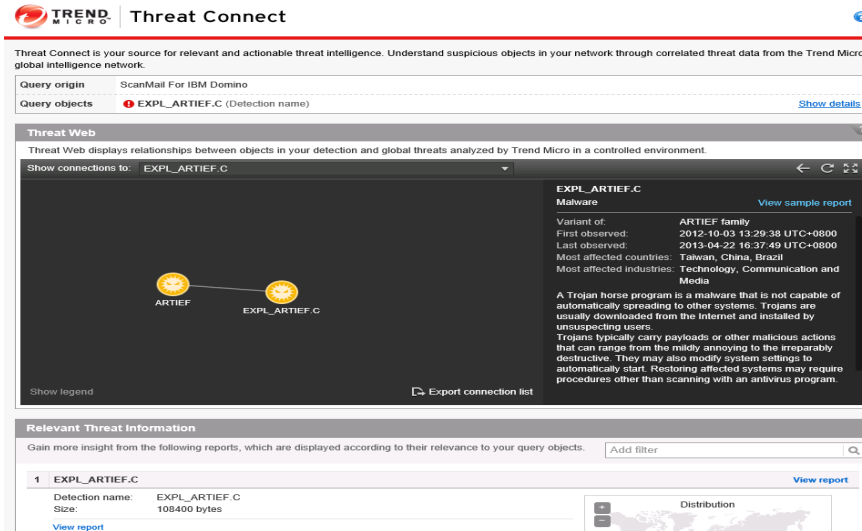 TREND MICRO Threat Connect
Threat Connect is your source for relevant and actionable threat intelligence. Understand suspicious objects in your network through correlated threat data from the Trend Micro
global intelligence network.
Query origin ScanMail For IBM Domino
Query objects EXPL_ARTIEF.C (Detection name) Show details
Threat Web
Threat Web displays relationships between objects in your detection and global threats analyzed by Trend Micro in a controlled environment.
Show connections to: EXPL_ARTIEF.C
EXPL_ARTIEF.C
Malware View sample report
Variant of: ARTIEF family
First observed: 2012-10-03 13:29:38 UTC+0800
Last observed: 2013-04-22 16:37:49 UTC+0800
Most affected countries: Taiwan, China, Brazil
Most affected industries: Technology, Communication and
Media
A Trojan horse program is a malware that is not capable of
automatically spreading to other systems. Trojans are
usually downloaded from the Internet and installed by
unsuspecting users.
Trojans typically carry payloads or other malicious actions
that can range from the mildly annoying to the irreparably
destructive. They may also modify system settings to
automatically start. Restoring affected systems may require
procedures other than scanning with an antivirus program.
ARTIEF
EXPL_ARTIEF.C
Show legend Export connection list
Relevant Threat Information
Gain more insight from the following reports, which are displayed according to their relevance to your query objects. Add filter
1 EXPL_ARTIEF.C View report
Detection name: EXPL_ARTIEF.C
Size: 108400 bytes
View report
Distribution